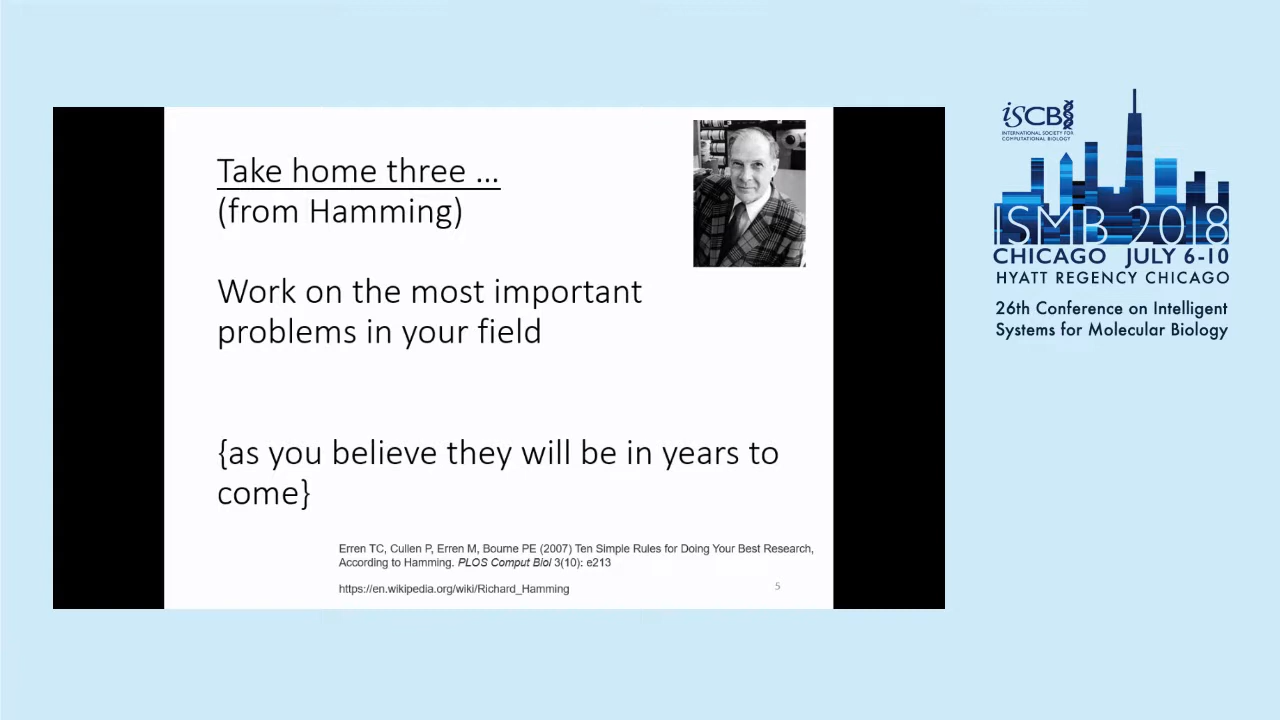 Take home three ...
(from Hamming)
Work on the most important
problems in your field
{as you believe they will be in years to
come}
Erren TC, Cullen P, Erren M, Bourne PE (2007) Ten Simple Rules for Doing Your Best Research,
According to Hamming. PLOS Comput Biol 3(10): e213
https://en.wikipedia.org/wiki/Richard_Hamming
5
iSCB
INTERNATIONAL SOCIETY FOR
COMPUTATIONAL BIOLOGY
ISMB 2018
CHICAGO JULY 6-10
HYATT REGENCY CHICAGO
26th Conference on Intelligent
Systems for Molecular Biology